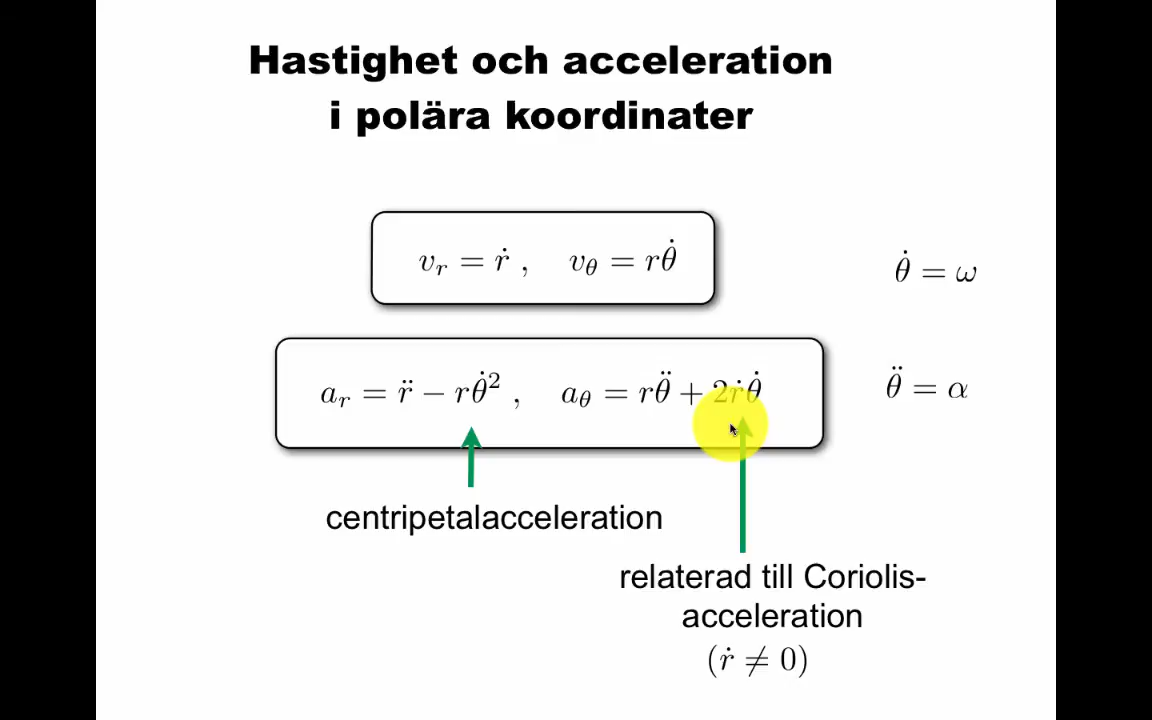 Hastighet och acceleration
i polära koordinater
v_r = ṙ , v_θ = rθ̇
θ̇ = ω
a_r = r̈ − rθ̇² , a_θ = rθ̈ + 2ṙθ̇
θ̈ = α
centripetalacceleration
relaterad till Coriolis-
acceleration
(ṙ ≠ 0)